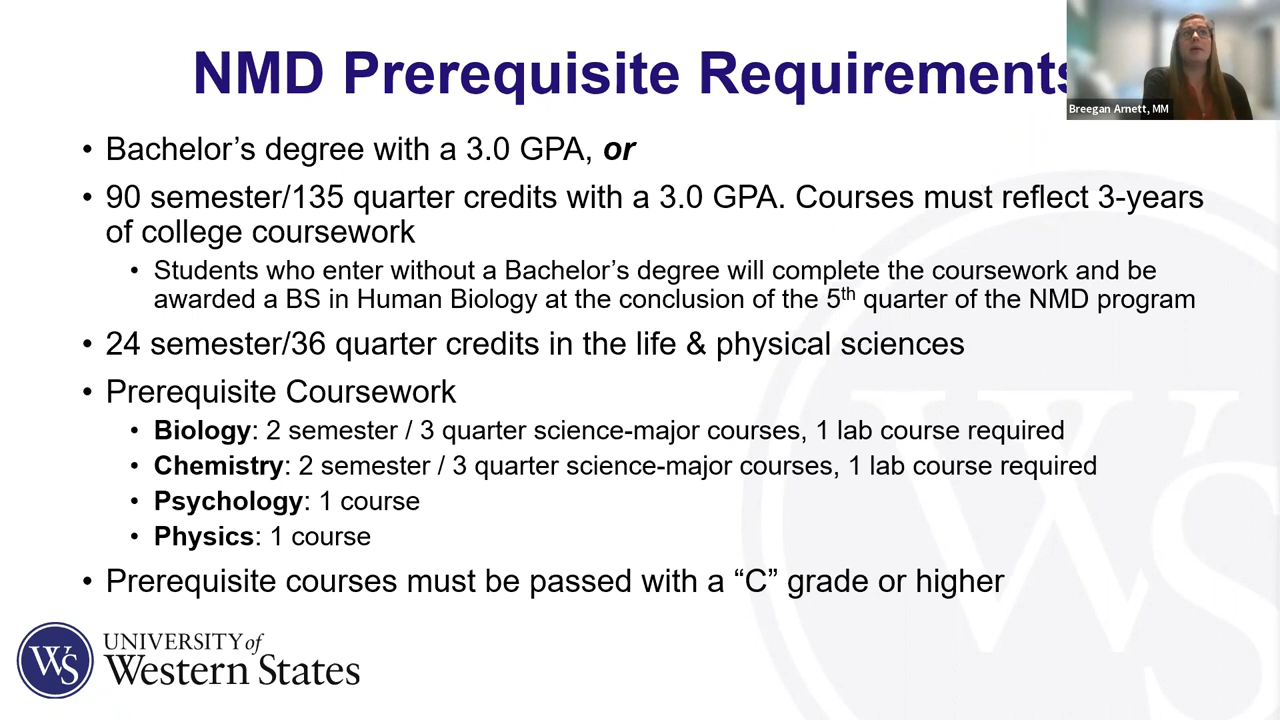 NMD Prerequisite Requirements
Breegan Arnett, MM
• Bachelor’s degree with a 3.0 GPA, or
• 90 semester/135 quarter credits with a 3.0 GPA. Courses must reflect 3-years
of college coursework
• Students who enter without a Bachelor’s degree will complete the coursework and be
awarded a BS in Human Biology at the conclusion of the 5th quarter of the NMD program
• 24 semester/36 quarter credits in the life & physical sciences
• Prerequisite Coursework
• Biology: 2 semester / 3 quarter science-major courses, 1 lab course required
• Chemistry: 2 semester / 3 quarter science-major courses, 1 lab course required
• Psychology: 1 course
• Physics: 1 course
• Prerequisite courses must be passed with a “C” grade or higher
WS
UNIVERSITY of
Western States
WS